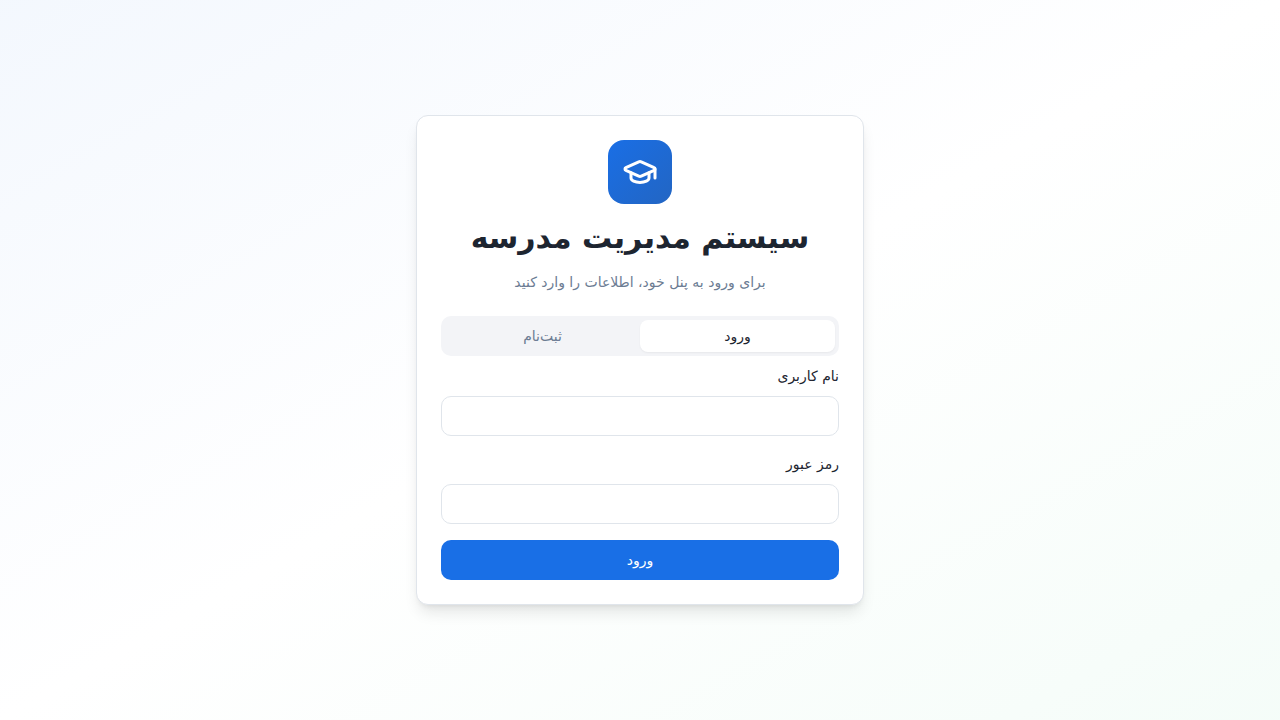 سیستم مدیریت مدرسه
برای ورود به پنل خود، اطلاعات را وارد کنید
ورود
ثبت‌نام
نام کاربری
رمز عبور
ورود